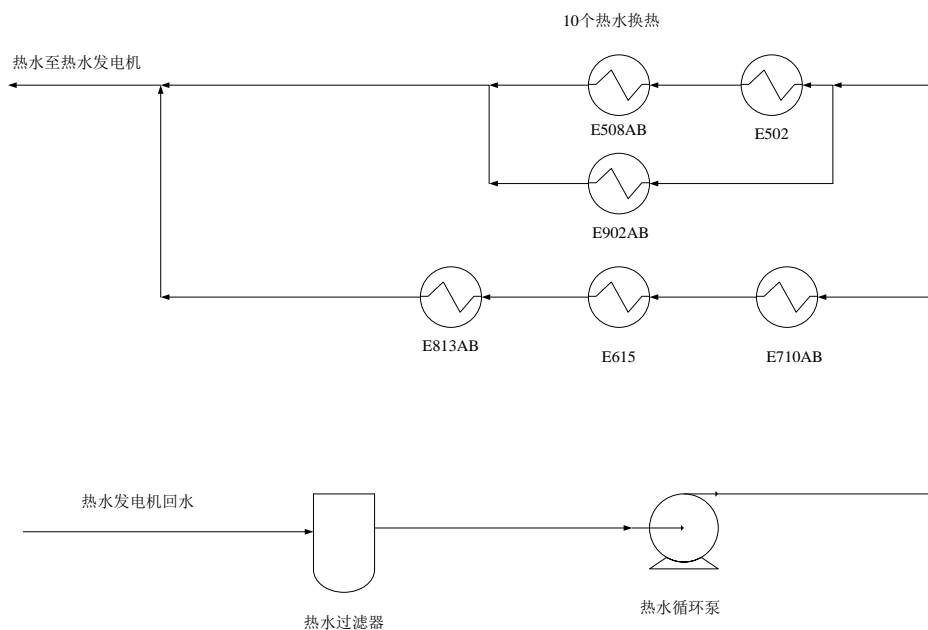 10个热水换热
热水至热水发电机
E508AB
E502
E902AB
E813AB
E615
E710AB
热水发电机回水
热水过滤器
热水循环泵